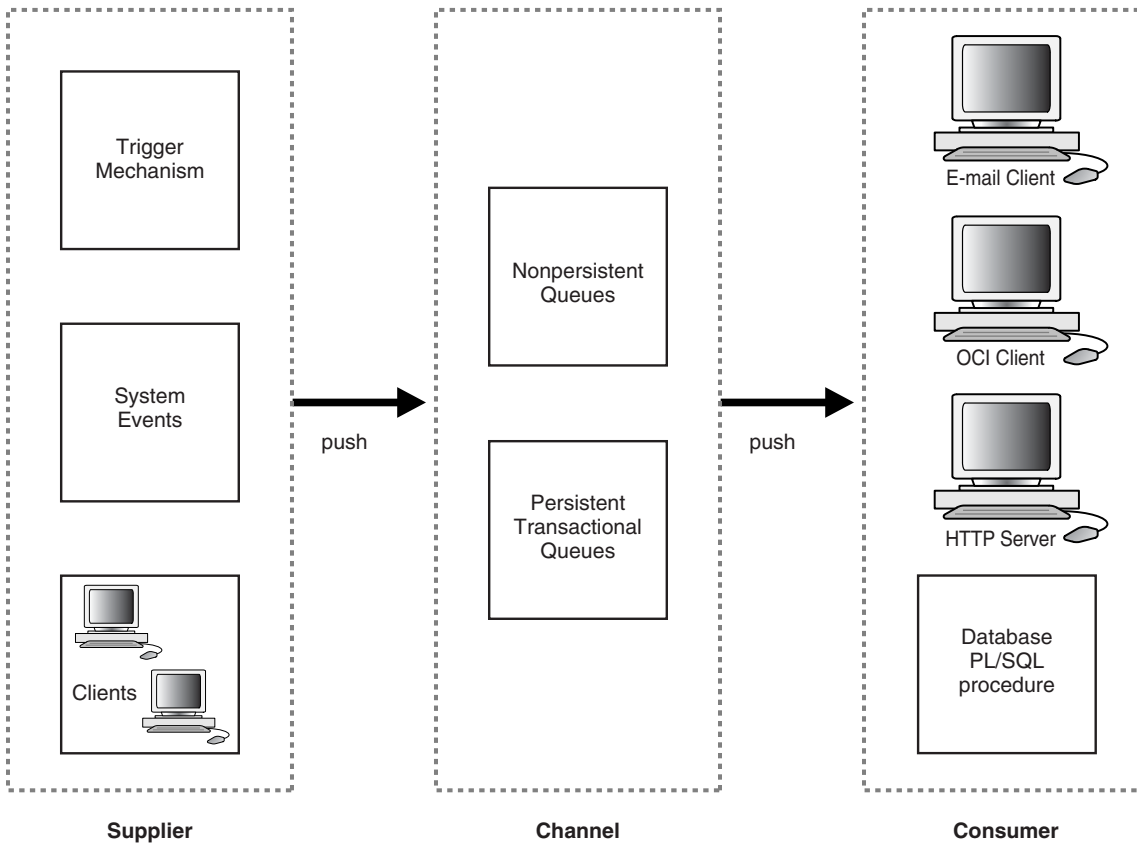 Trigger
Mechanism
System
Events
Clients
push
Nonpersistent
Queues
Persistent
Transactional
Queues
push
E-mail Client
OCI Client
HTTP Server
Database
PL/SQL
procedure
Supplier
Channel
Consumer